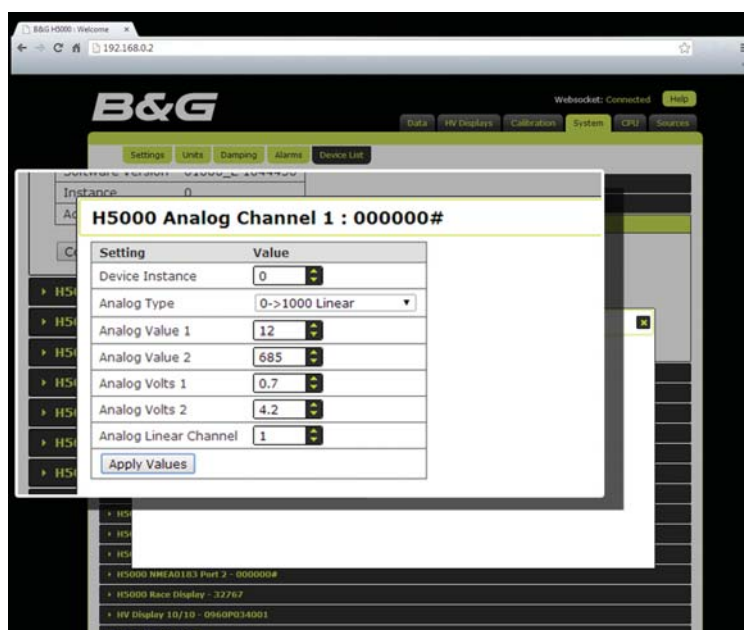 B&G H5000 : Welcome
192.168.0.2
B&G
Websocket: Connected Help
Data HV Displays Calibration System CPU Sources
Settings Units Damping Alarms Device List
Software Version
Instance 0
H5000 Analog Channel 1 : 000000#
Setting Value
Device Instance 0
Analog Type 0->1000 Linear
Analog Value 1 12
Analog Value 2 685
Analog Volts 1 0.7
Analog Volts 2 4.2
Analog Linear Channel 1
Apply Values
H5000 NMEA0183 Port 2 - 000000#
H5000 Race Display - 32767
HV Display 10/10 - 0960P034001